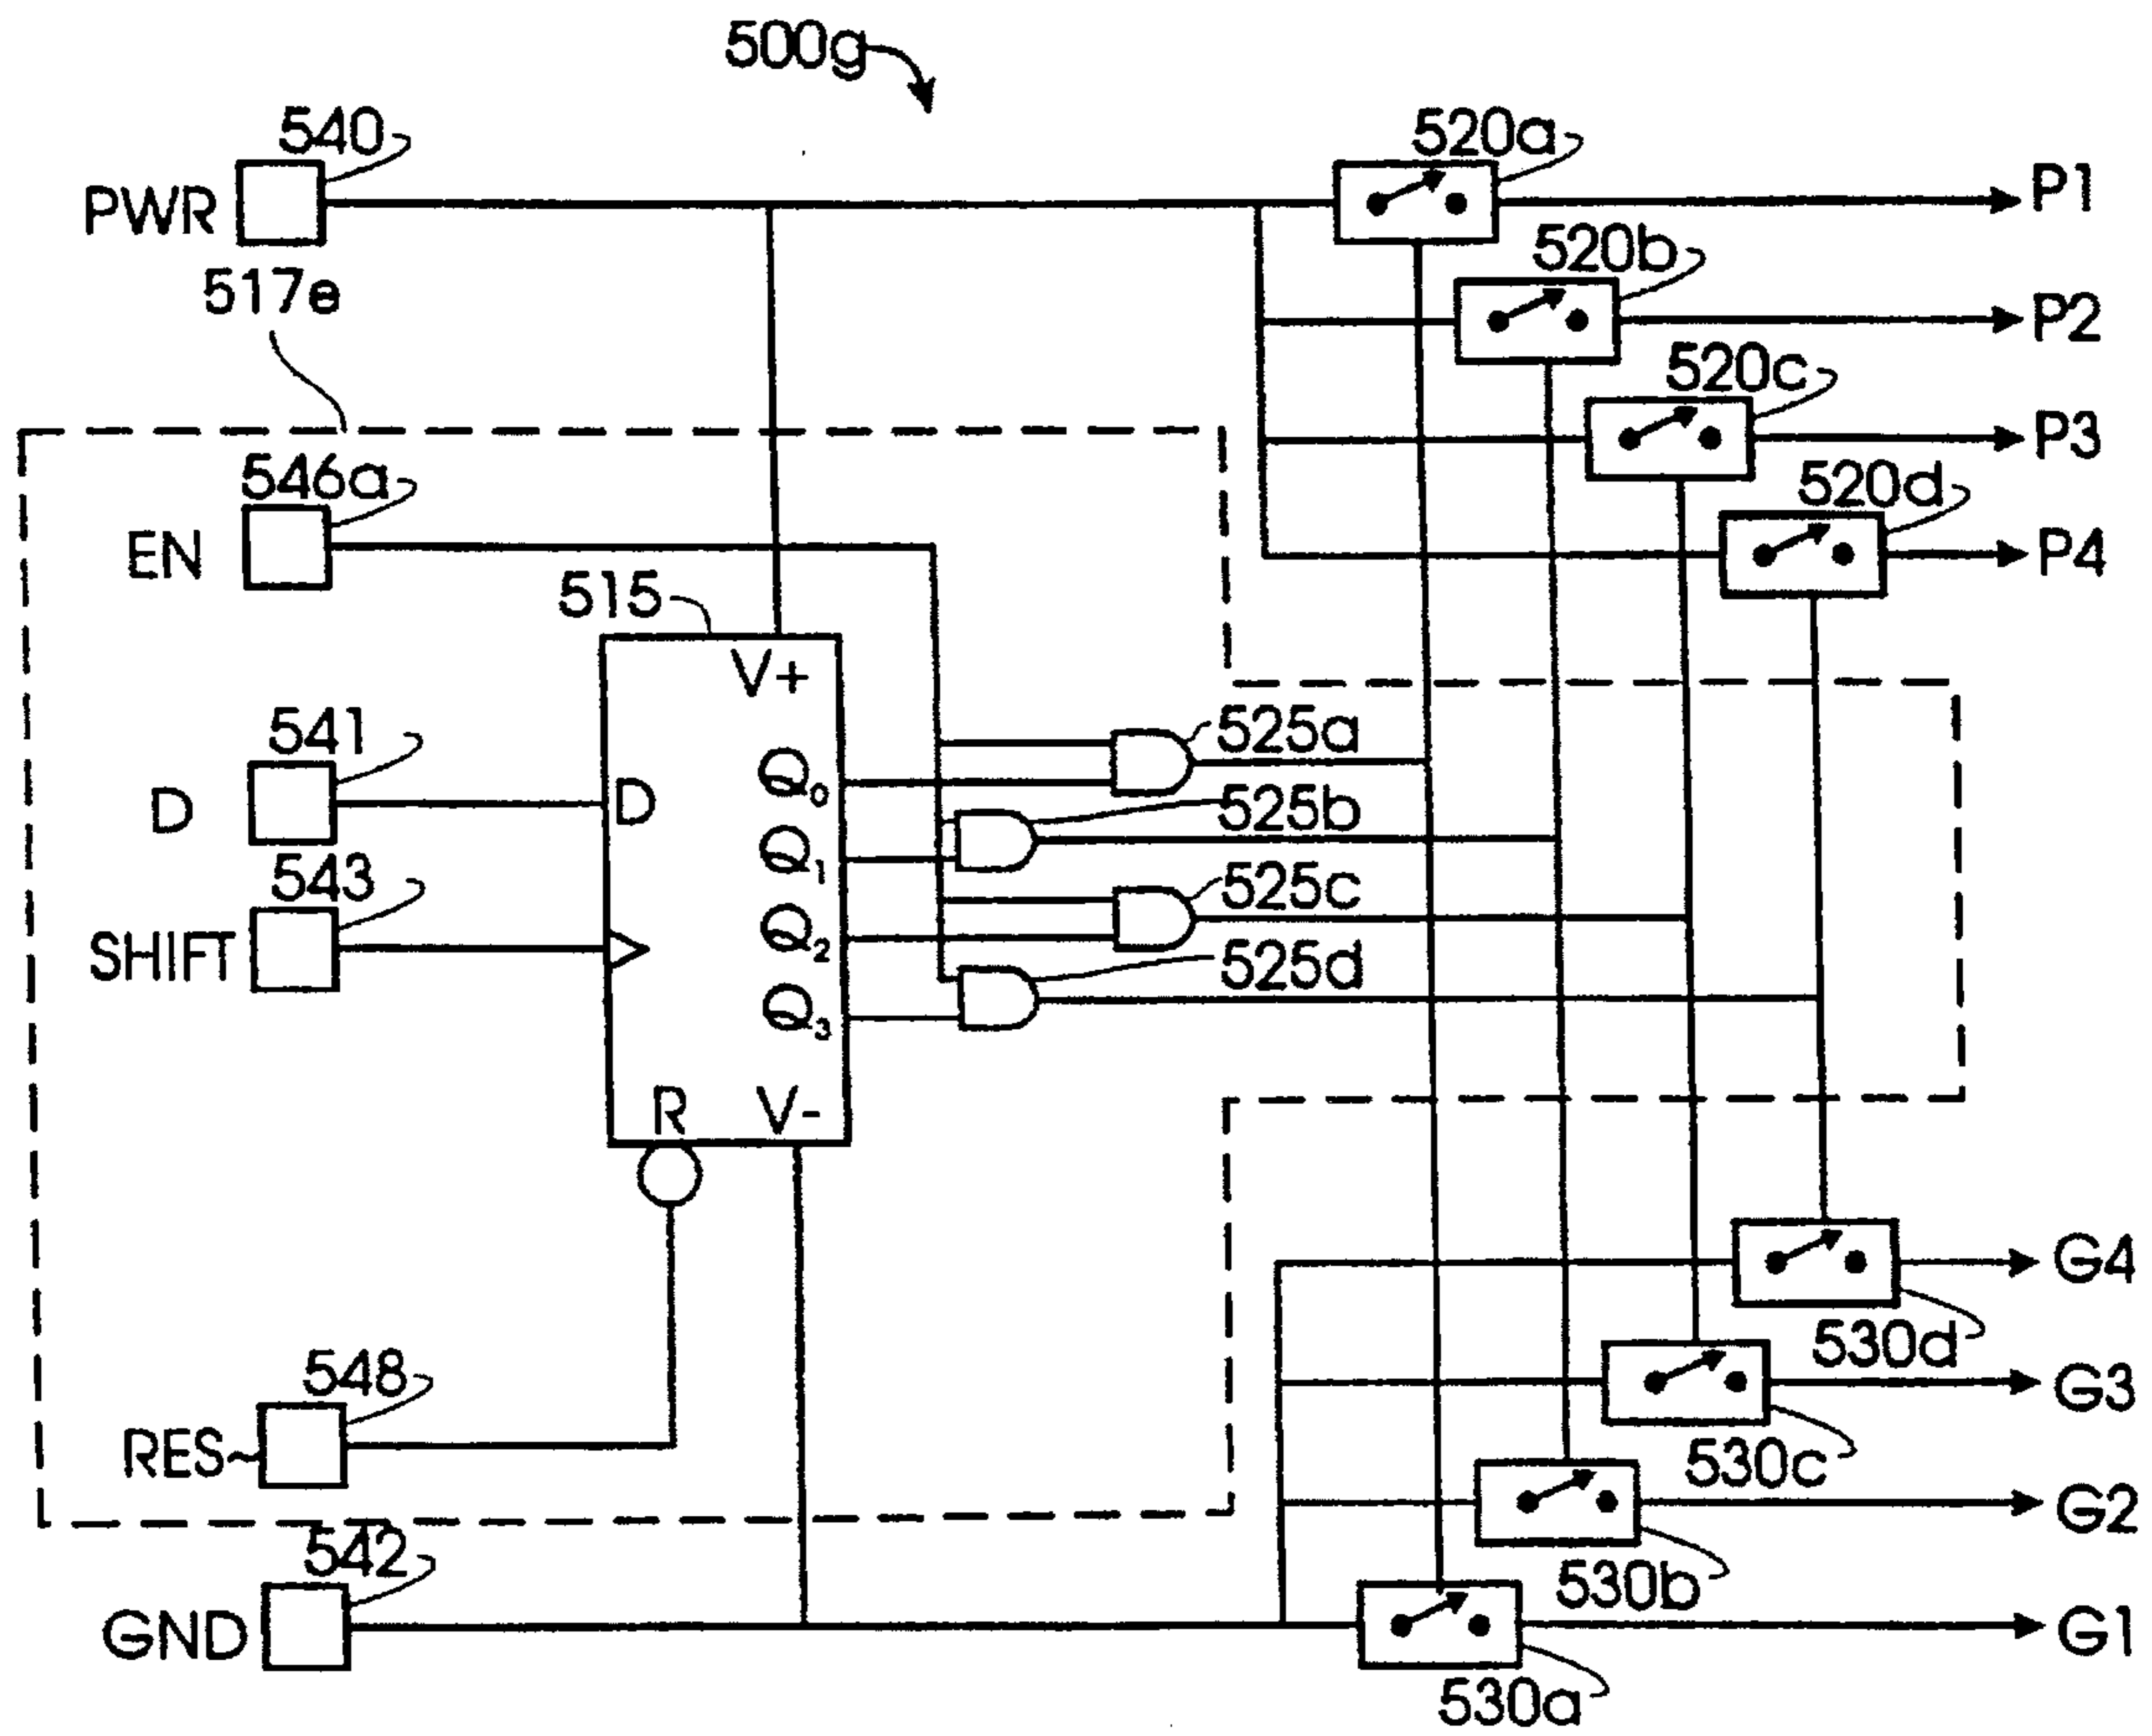 500g
540
PWR
520a
P1
520b
P2
517e
520c
P3
546a
EN
520d
P4
515
V+
541
D
D
Q0
525a
Q1
525b
543
SHIFT
Q2
525c
Q3
525d
R
V-
G4
530d
548
RES~
G3
530c
G2
530b
542
GND
G1
530a